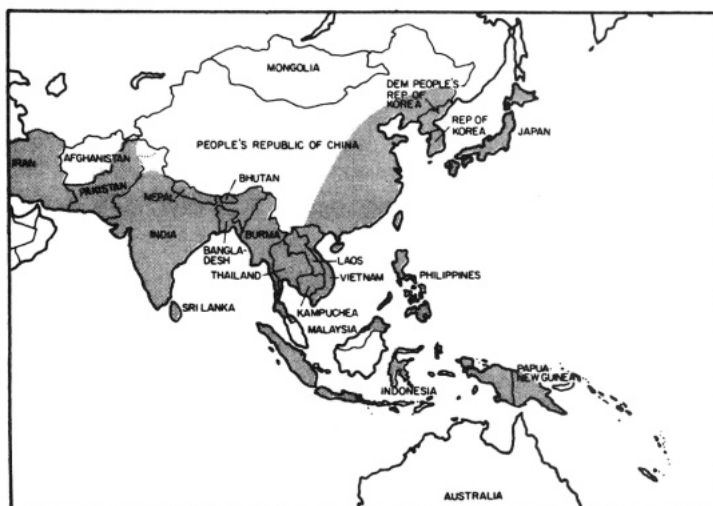 MONGOLIA
DEM PEOPLE'S
REP OF
KOREA
REP OF
KOREA
JAPAN
PEOPLE'S REPUBLIC OF CHINA
AFGHANISTAN
IRAN
PAKISTAN
NEPAL
BHUTAN
INDIA
BANGLA-
DESH
BURMA
LAOS
THAILAND
VIETNAM
PHILIPPINES
KAMPUCHEA
SRI LANKA
MALAYSIA
INDONESIA
PAPUA
NEW GUINEA
AUSTRALIA